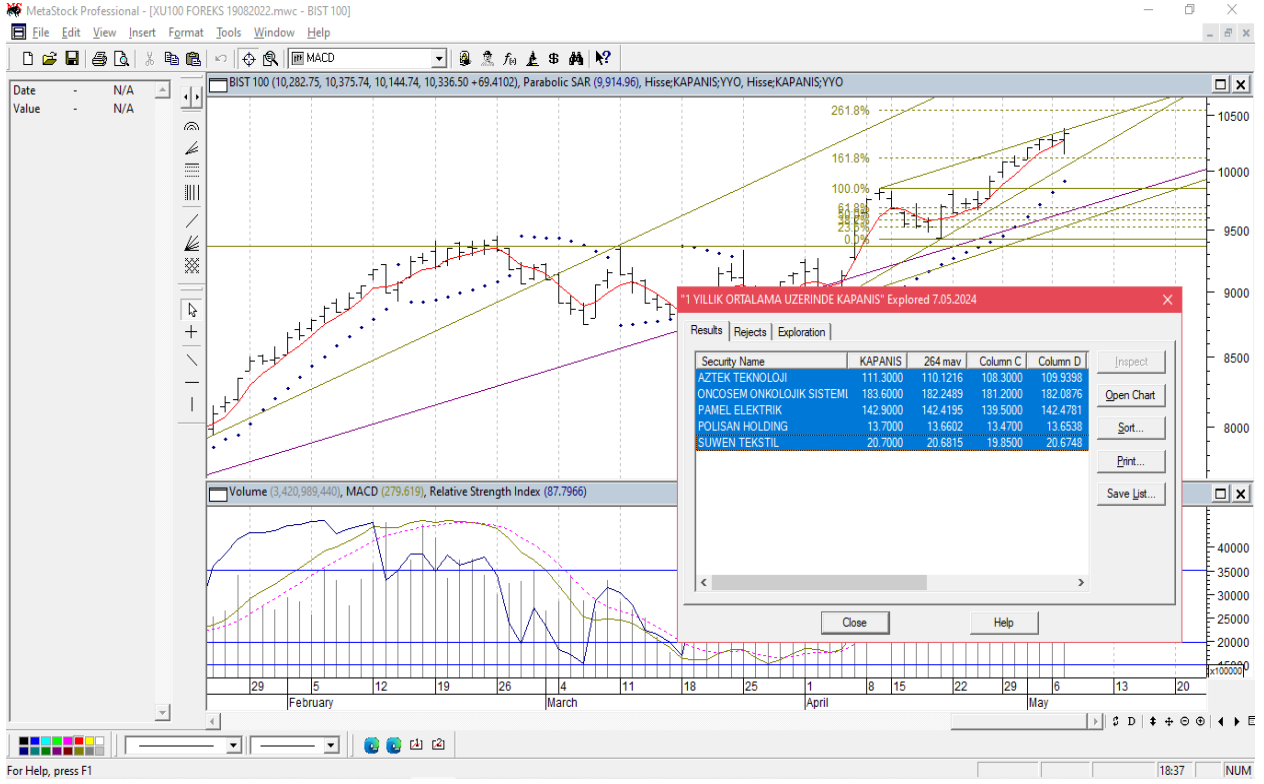 MetaStock Professional - [XU100 FOREKS 19082022.mwc - BIST 100]
File Edit View Insert Format Tools Window Help
MACD
Date - N/A
Value - N/A
BIST 100 (10,282.75, 10,375.74, 10,144.74, 10,336.50 +69.4102), Parabolic SAR (9,914.96), Hisse;KAPANIS;YYO, Hisse;KAPANIS;YYO
261.8%
161.8%
100.0%
61.8%
23.6%
0.0%
10500
10000
9500
9000
8500
8000
"1 YILLIK ORTALAMA UZERINDE KAPANIS" Explored 7.05.2024
Results Rejects Exploration
Security Name KAPANIS 264 mav Column C Column D
AZTEK TEKNOLOJI 111.3000 110.1216 108.3000 109.9398
ONCOSEM ONKOLOJIK SISTEML 183.6000 182.2489 181.2000 182.0876
PAMEL ELEKTRIK 142.9000 142.4195 139.5000 142.4781
POLISAN HOLDING 13.7000 13.6602 13.4700 13.6538
SUWEN TEKSTIL 20.7000 20.6815 19.8500 20.6748
Inspect
Open Chart
Sort...
Print...
Save List...
Close Help
Volume (3,420,989,440), MACD (279.619), Relative Strength Index (87.7966)
40000
35000
30000
25000
20000
x100000
29 5 12 19 26 4 11 18 25 1 8 15 22 29 6 13 20
February March April May
D
For Help, press F1
18:37 NUM